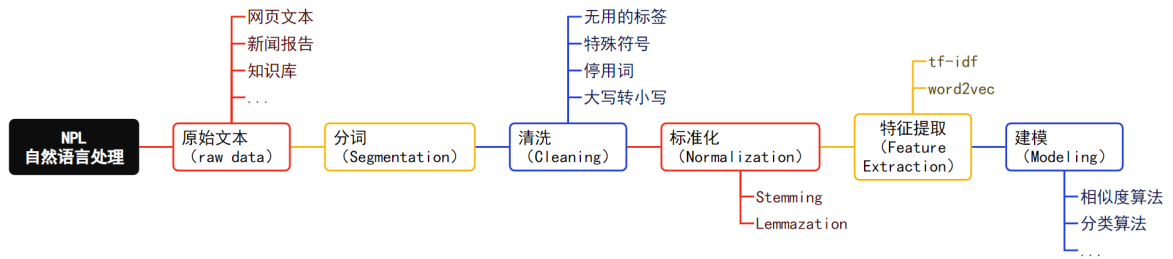 NPL
自然语言处理
网页文本
新闻报告
知识库
...
原始文本
（raw data）
分词
（Segmentation）
无用的标签
特殊符号
停用词
大写转小写
清洗
（Cleaning）
标准化
（Normalization）
Stemming
Lemmazation
tf-idf
word2vec
特征提取
（Feature
Extraction）
建模
（Modeling）
相似度算法
分类算法
...